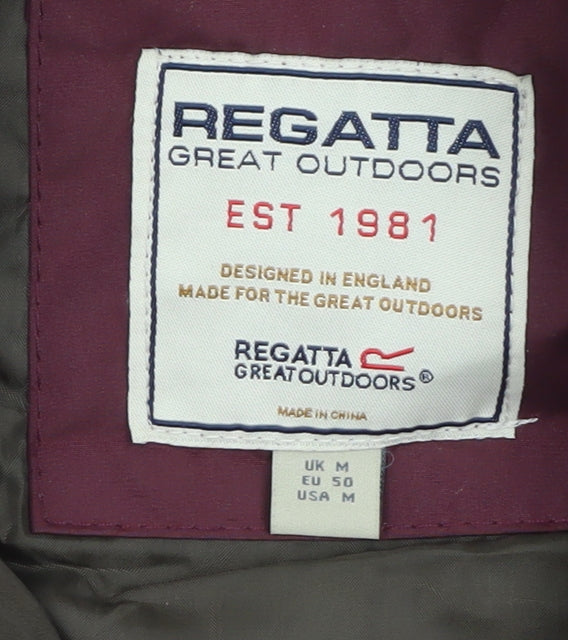 REGATTA
GREAT OUTDOORS
EST 1981
DESIGNED IN ENGLAND
MADE FOR THE GREAT OUTDOORS
REGATTA R
GREAT OUTDOORS®
MADE IN CHINA
UK M
EU 50
USA M